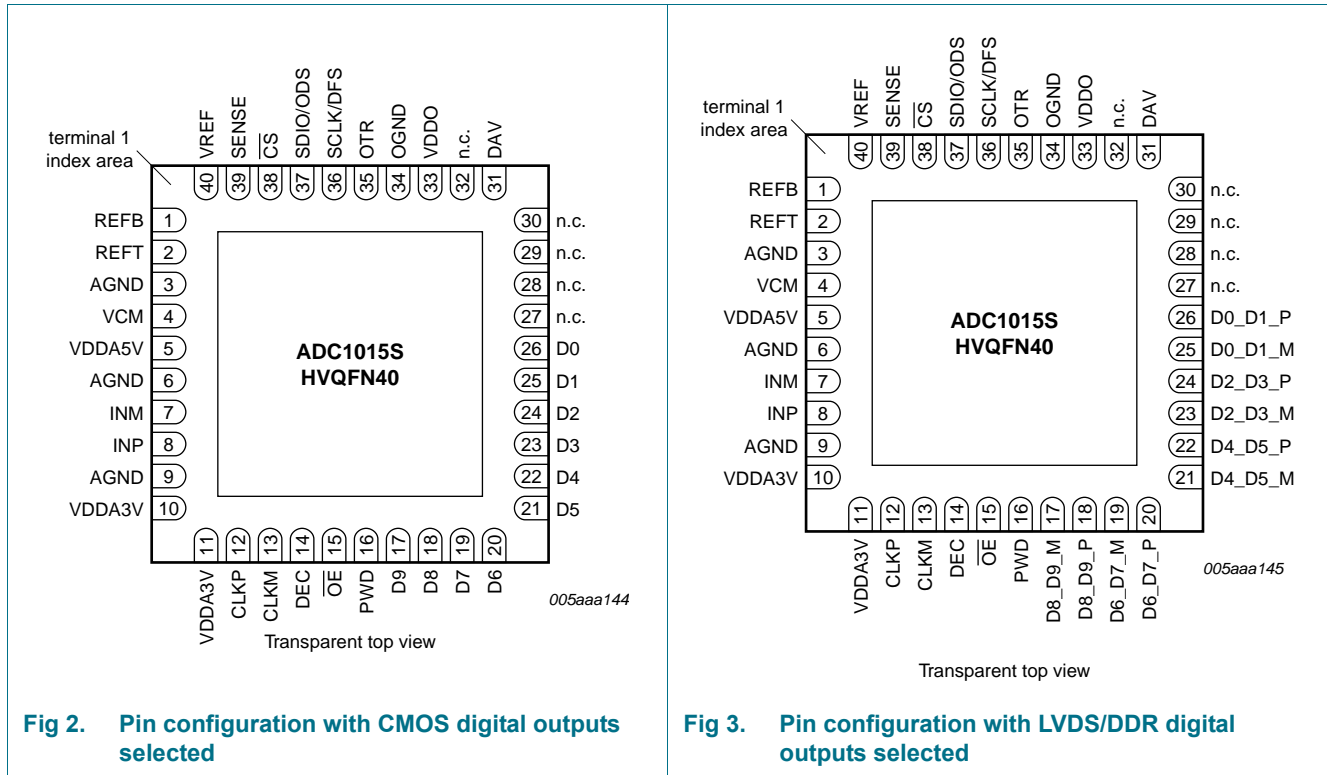 terminal 1
index area
VREF
SENSE
CS
SDIO/ODS
SCLK/DFS
OTR
OGND
VDDO
n.c.
DAV
40
39
38
37
36
35
34
33
32
31
REFB 1
REFT 2
AGND 3
VCM 4
VDDA5V 5
AGND 6
INM 7
INP 8
AGND 9
VDDA3V 10
ADC1015S
HVQFN40
30 n.c.
29 n.c.
28 n.c.
27 n.c.
26 D0
25 D1
24 D2
23 D3
22 D4
21 D5
11
12
13
14
15
16
17
18
19
20
VDDA3V
CLKP
CLKM
DEC
OE
PWD
D9
D8
D7
D6
005aaa144
Transparent top view
Fig 2. Pin configuration with CMOS digital outputs
selected
terminal 1
index area
VREF
SENSE
CS
SDIO/ODS
SCLK/DFS
OTR
OGND
VDDO
n.c.
DAV
40
39
38
37
36
35
34
33
32
31
REFB 1
REFT 2
AGND 3
VCM 4
VDDA5V 5
AGND 6
INM 7
INP 8
AGND 9
VDDA3V 10
ADC1015S
HVQFN40
30 n.c.
29 n.c.
28 n.c.
27 n.c.
26 D0_D1_P
25 D0_D1_M
24 D2_D3_P
23 D2_D3_M
22 D4_D5_P
21 D4_D5_M
11
12
13
14
15
16
17
18
19
20
VDDA3V
CLKP
CLKM
DEC
OE
PWD
D8_D9_M
D8_D9_P
D6_D7_M
D6_D7_P
005aaa145
Transparent top view
Fig 3. Pin configuration with LVDS/DDR digital
outputs selected